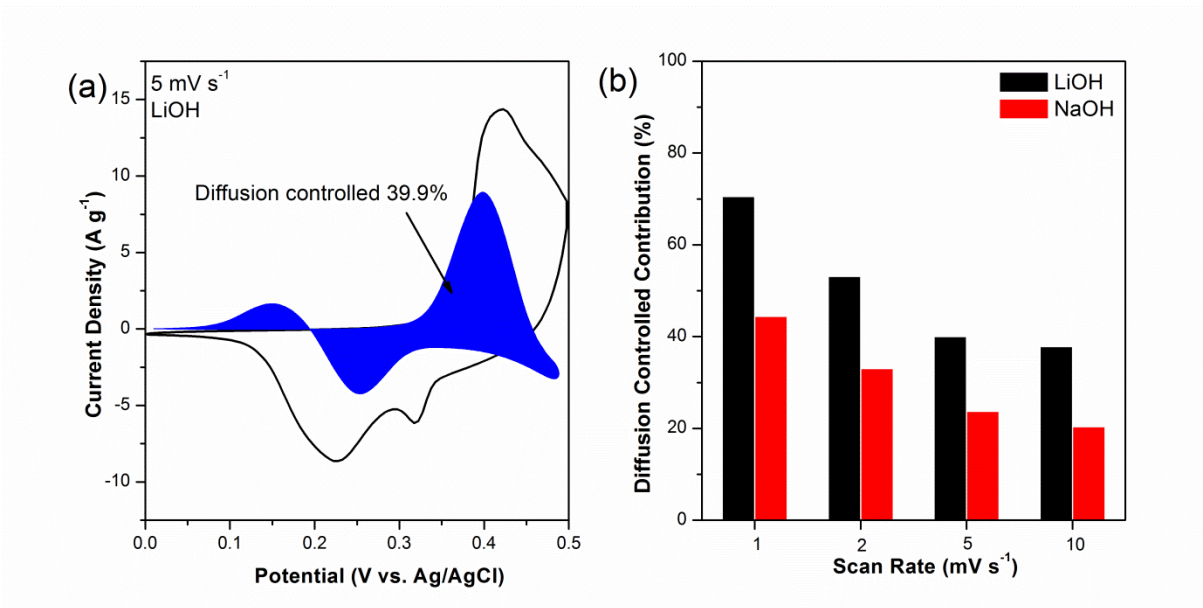 (a)
5 mV s⁻¹
LiOH
Diffusion controlled 39.9%
15
10
5
0
-5
-10
Current Density (A g⁻¹)
0.0 0.1 0.2 0.3 0.4 0.5
Potential (V vs. Ag/AgCl)
(b)
LiOH
NaOH
100
80
60
40
20
0
Diffusion Controlled Contribution (%)
1 2 5 10
Scan Rate (mV s⁻¹)